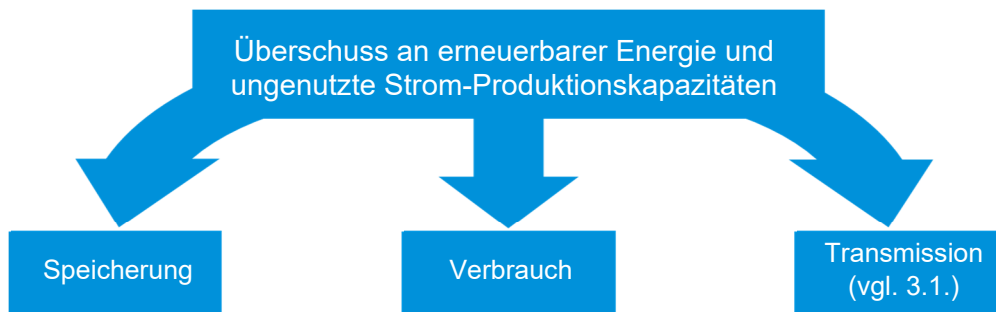 Überschuss an erneuerbarer Energie und
ungenutzte Strom-Produktionskapazitäten
Speicherung
Verbrauch
Transmission
(vgl. 3.1.)